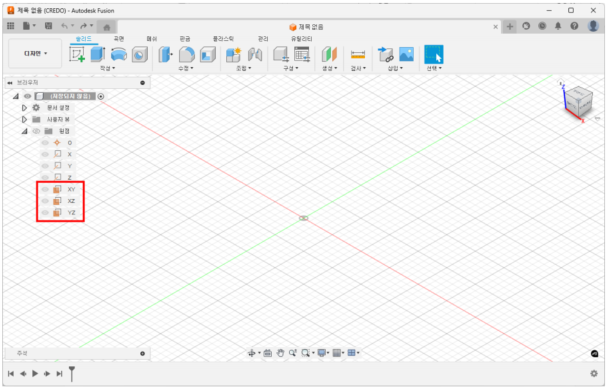 제목 없음 (CREDO) - Autodesk Fusion
제목 없음
솔리드 표면 메쉬 판금 플라스틱 관리 유틸리티
디자인
작성 수정 조립 구성 생성 검사 삽입 선택
브라우저
(저장되지 않음)
문서 설정
사용자 뷰
원점
O
X
Y
Z
XY
XZ
YZ
Z
X
주석